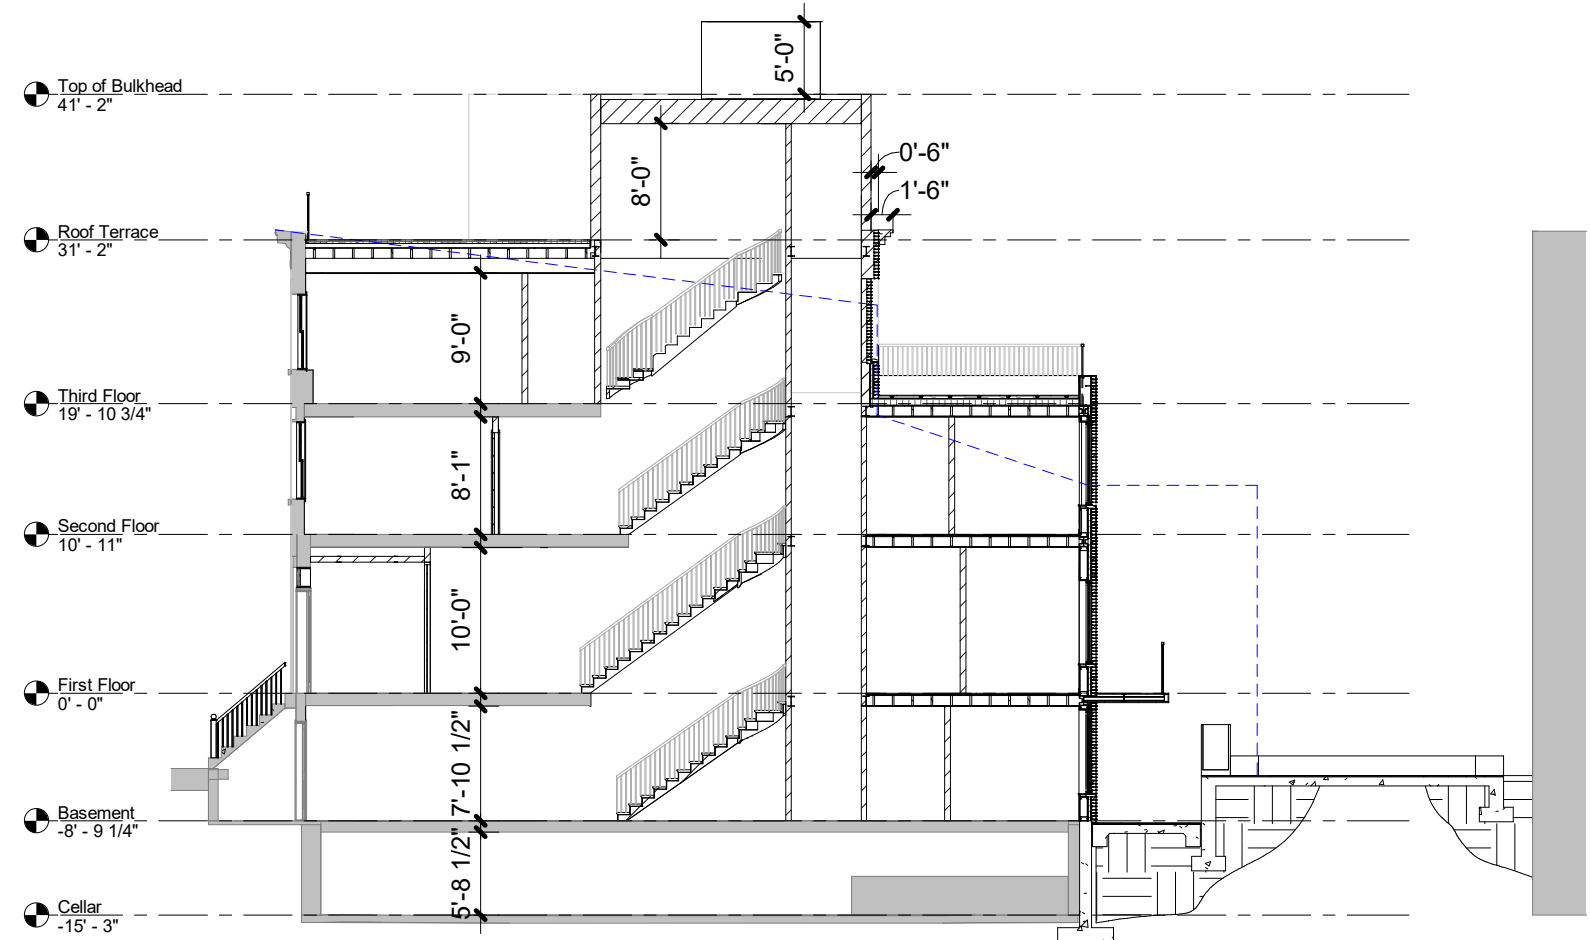 5'-0"
Top of Bulkhead
41' - 2"
0'-6"
8'-0"
1'-6"
Roof Terrace
31' - 2"
9'-0"
Third Floor
19' - 10 3/4"
8'-1"
Second Floor
10' - 11"
10'-0"
First Floor
0' - 0"
7'-10 1/2"
Basement
-8' - 9 1/4"
5'-8 1/2"
Cellar
-15' - 3"